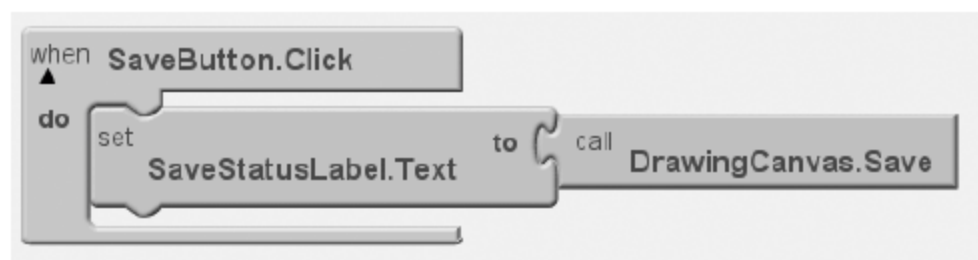 when SaveButton.Click
do
set SaveStatusLabel.Text to
call DrawingCanvas.Save